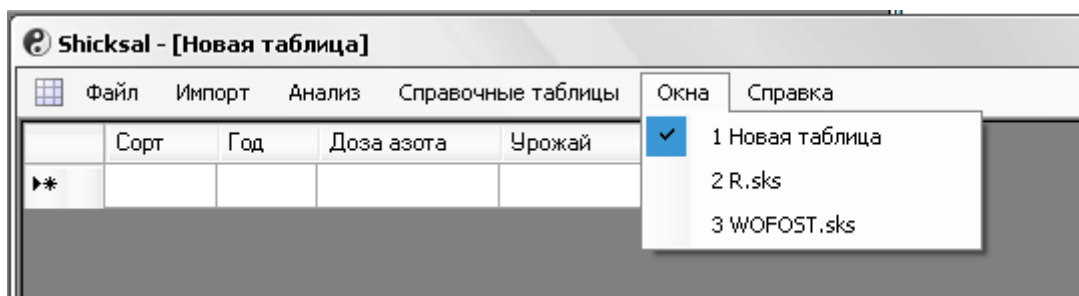 Shicksal - [Новая таблица]
Файл Импорт Анализ Справочные таблицы Окна Справка
Сорт Год Доза азота Урожай
1 Новая таблица
2 R.sks
3 WOFOST.sks